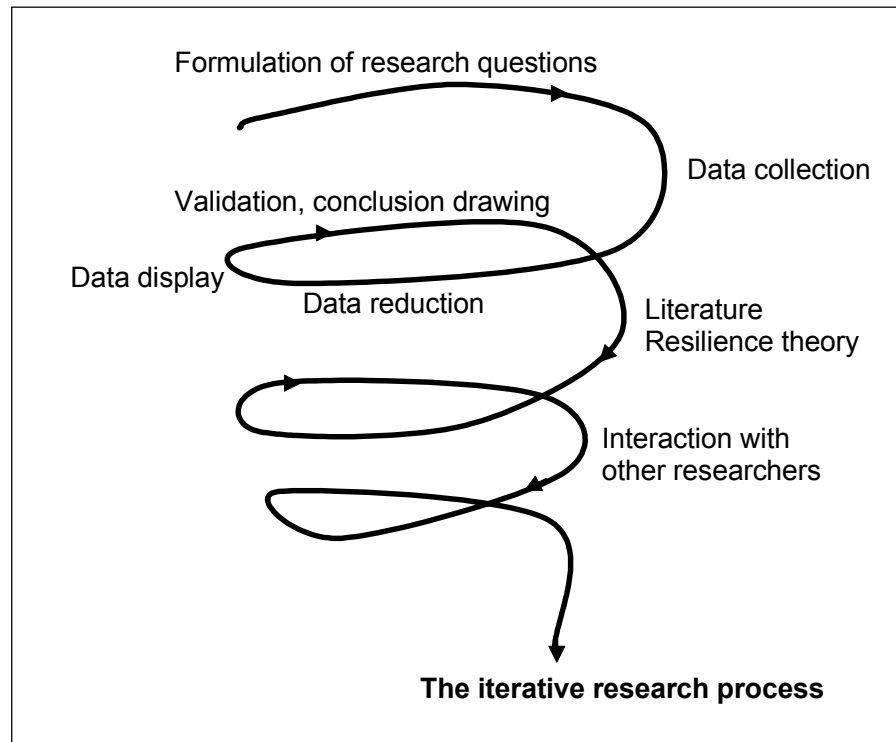 Formulation of research questions
Data collection
Validation, conclusion drawing
Data display
Data reduction
Literature
Resilience theory
Interaction with
other researchers
The iterative research process